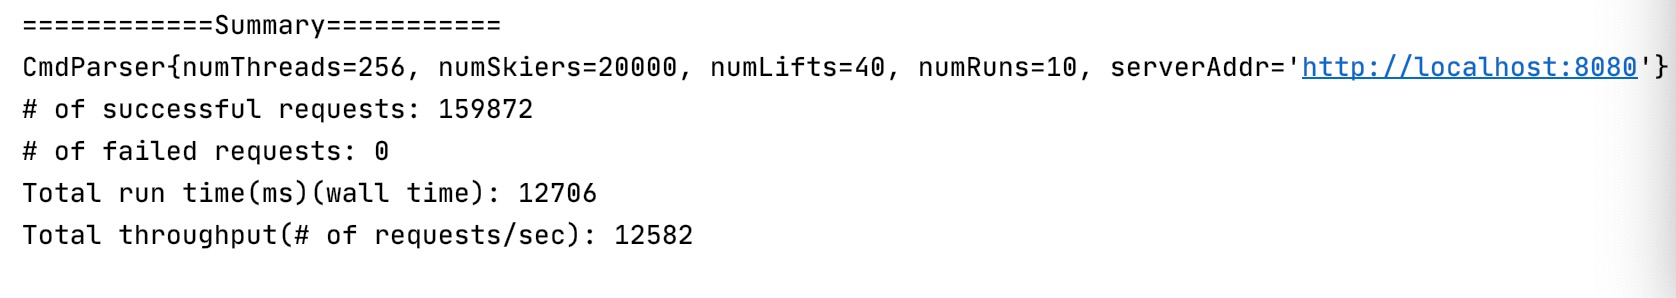 ============Summary===========
CmdParser{numThreads=256, numSkiers=20000, numLifts=40, numRuns=10, serverAddr='http://localhost:8080'}
# of successful requests: 159872
# of failed requests: 0
Total run time(ms)(wall time): 12706
Total throughput(# of requests/sec): 12582